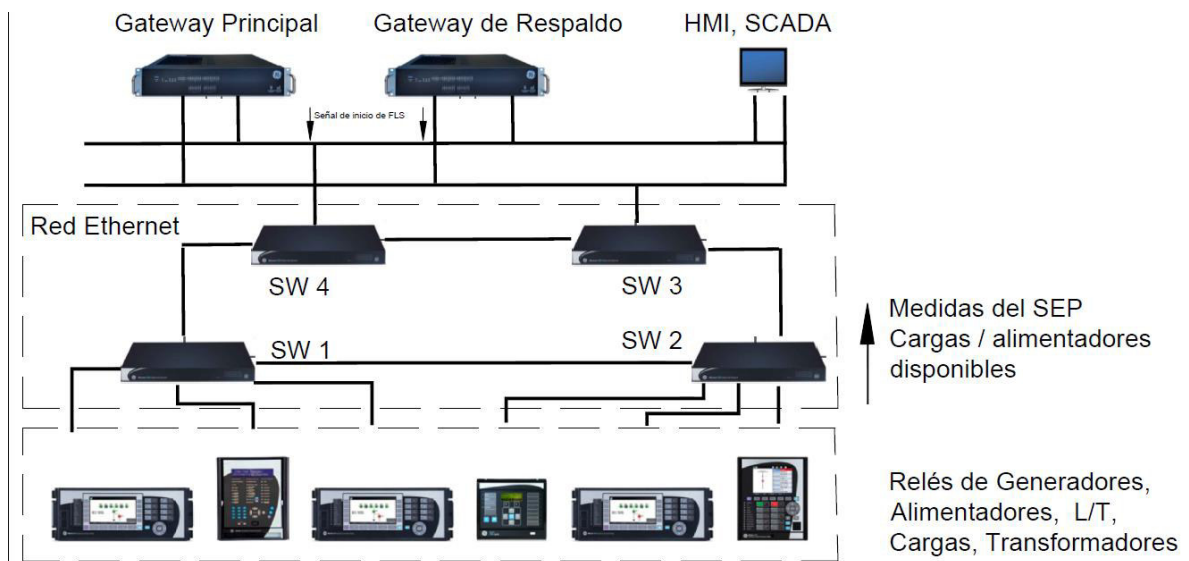 Gateway Principal
Gateway de Respaldo
HMI, SCADA
Señal de inicio de FLS
Red Ethernet
SW 4
SW 3
SW 1
SW 2
Medidas del SEP
Cargas / alimentadores
disponibles
Relés de Generadores,
Alimentadores, L/T,
Cargas, Transformadores